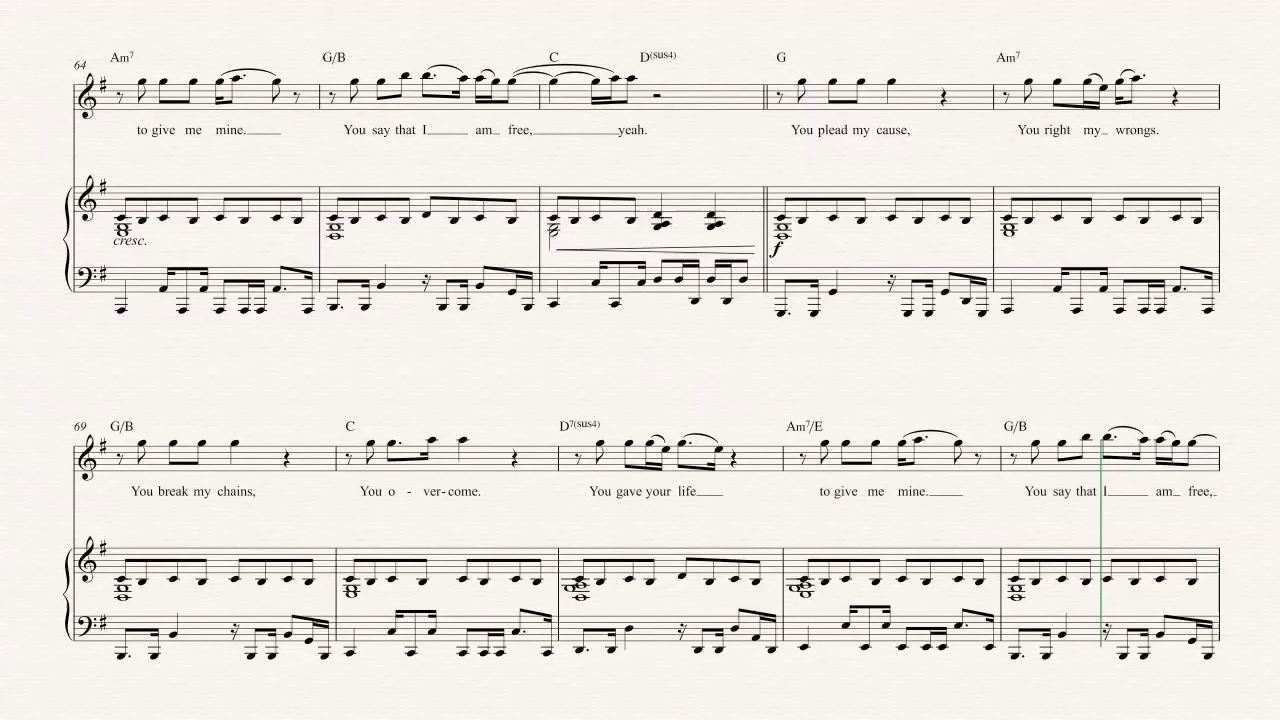 Am7 G/B C D(sus4) G Am7
64
to give me mine. You say that I am free, yeah. You plead my cause, You right my wrongs.
cresc.
f
G/B C D7(sus4) Am7/E G/B
69
You break my chains, You o - ver-come. You gave your life to give me mine. You say that I am free,